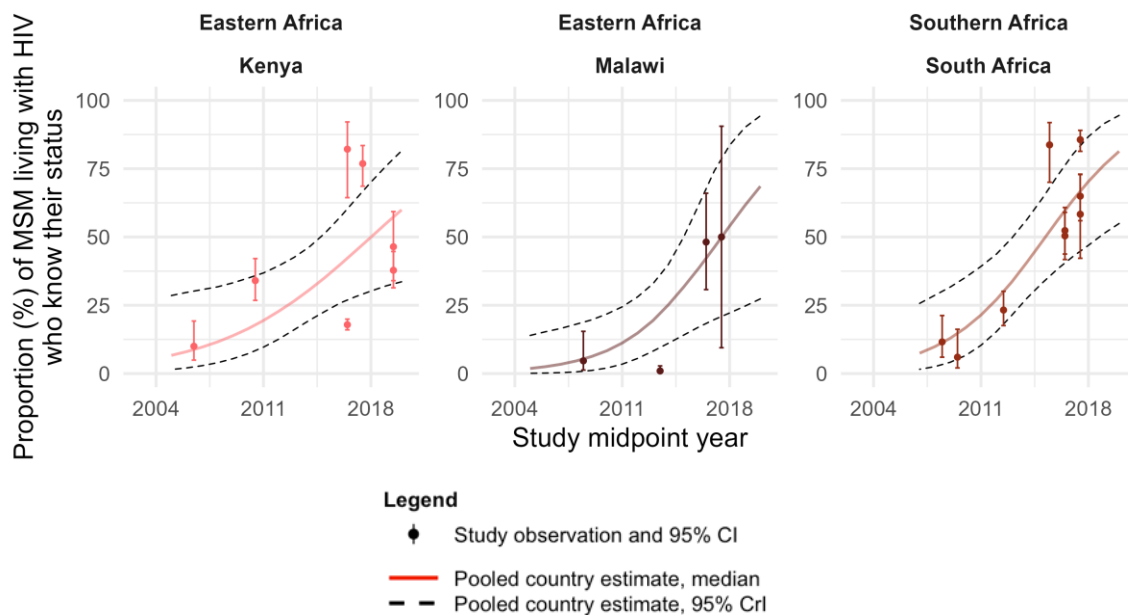 Eastern Africa
Eastern Africa
Southern Africa
Kenya
Malawi
South Africa
Proportion (%) of MSM living with HIV
who know their status
100
75
50
25
0
100
75
50
25
0
100
75
50
25
0
2004
2011
2018
2004
2011
2018
2004
2011
2018
Study midpoint year
Legend
Study observation and 95% CI
Pooled country estimate, median
Pooled country estimate, 95% CrI